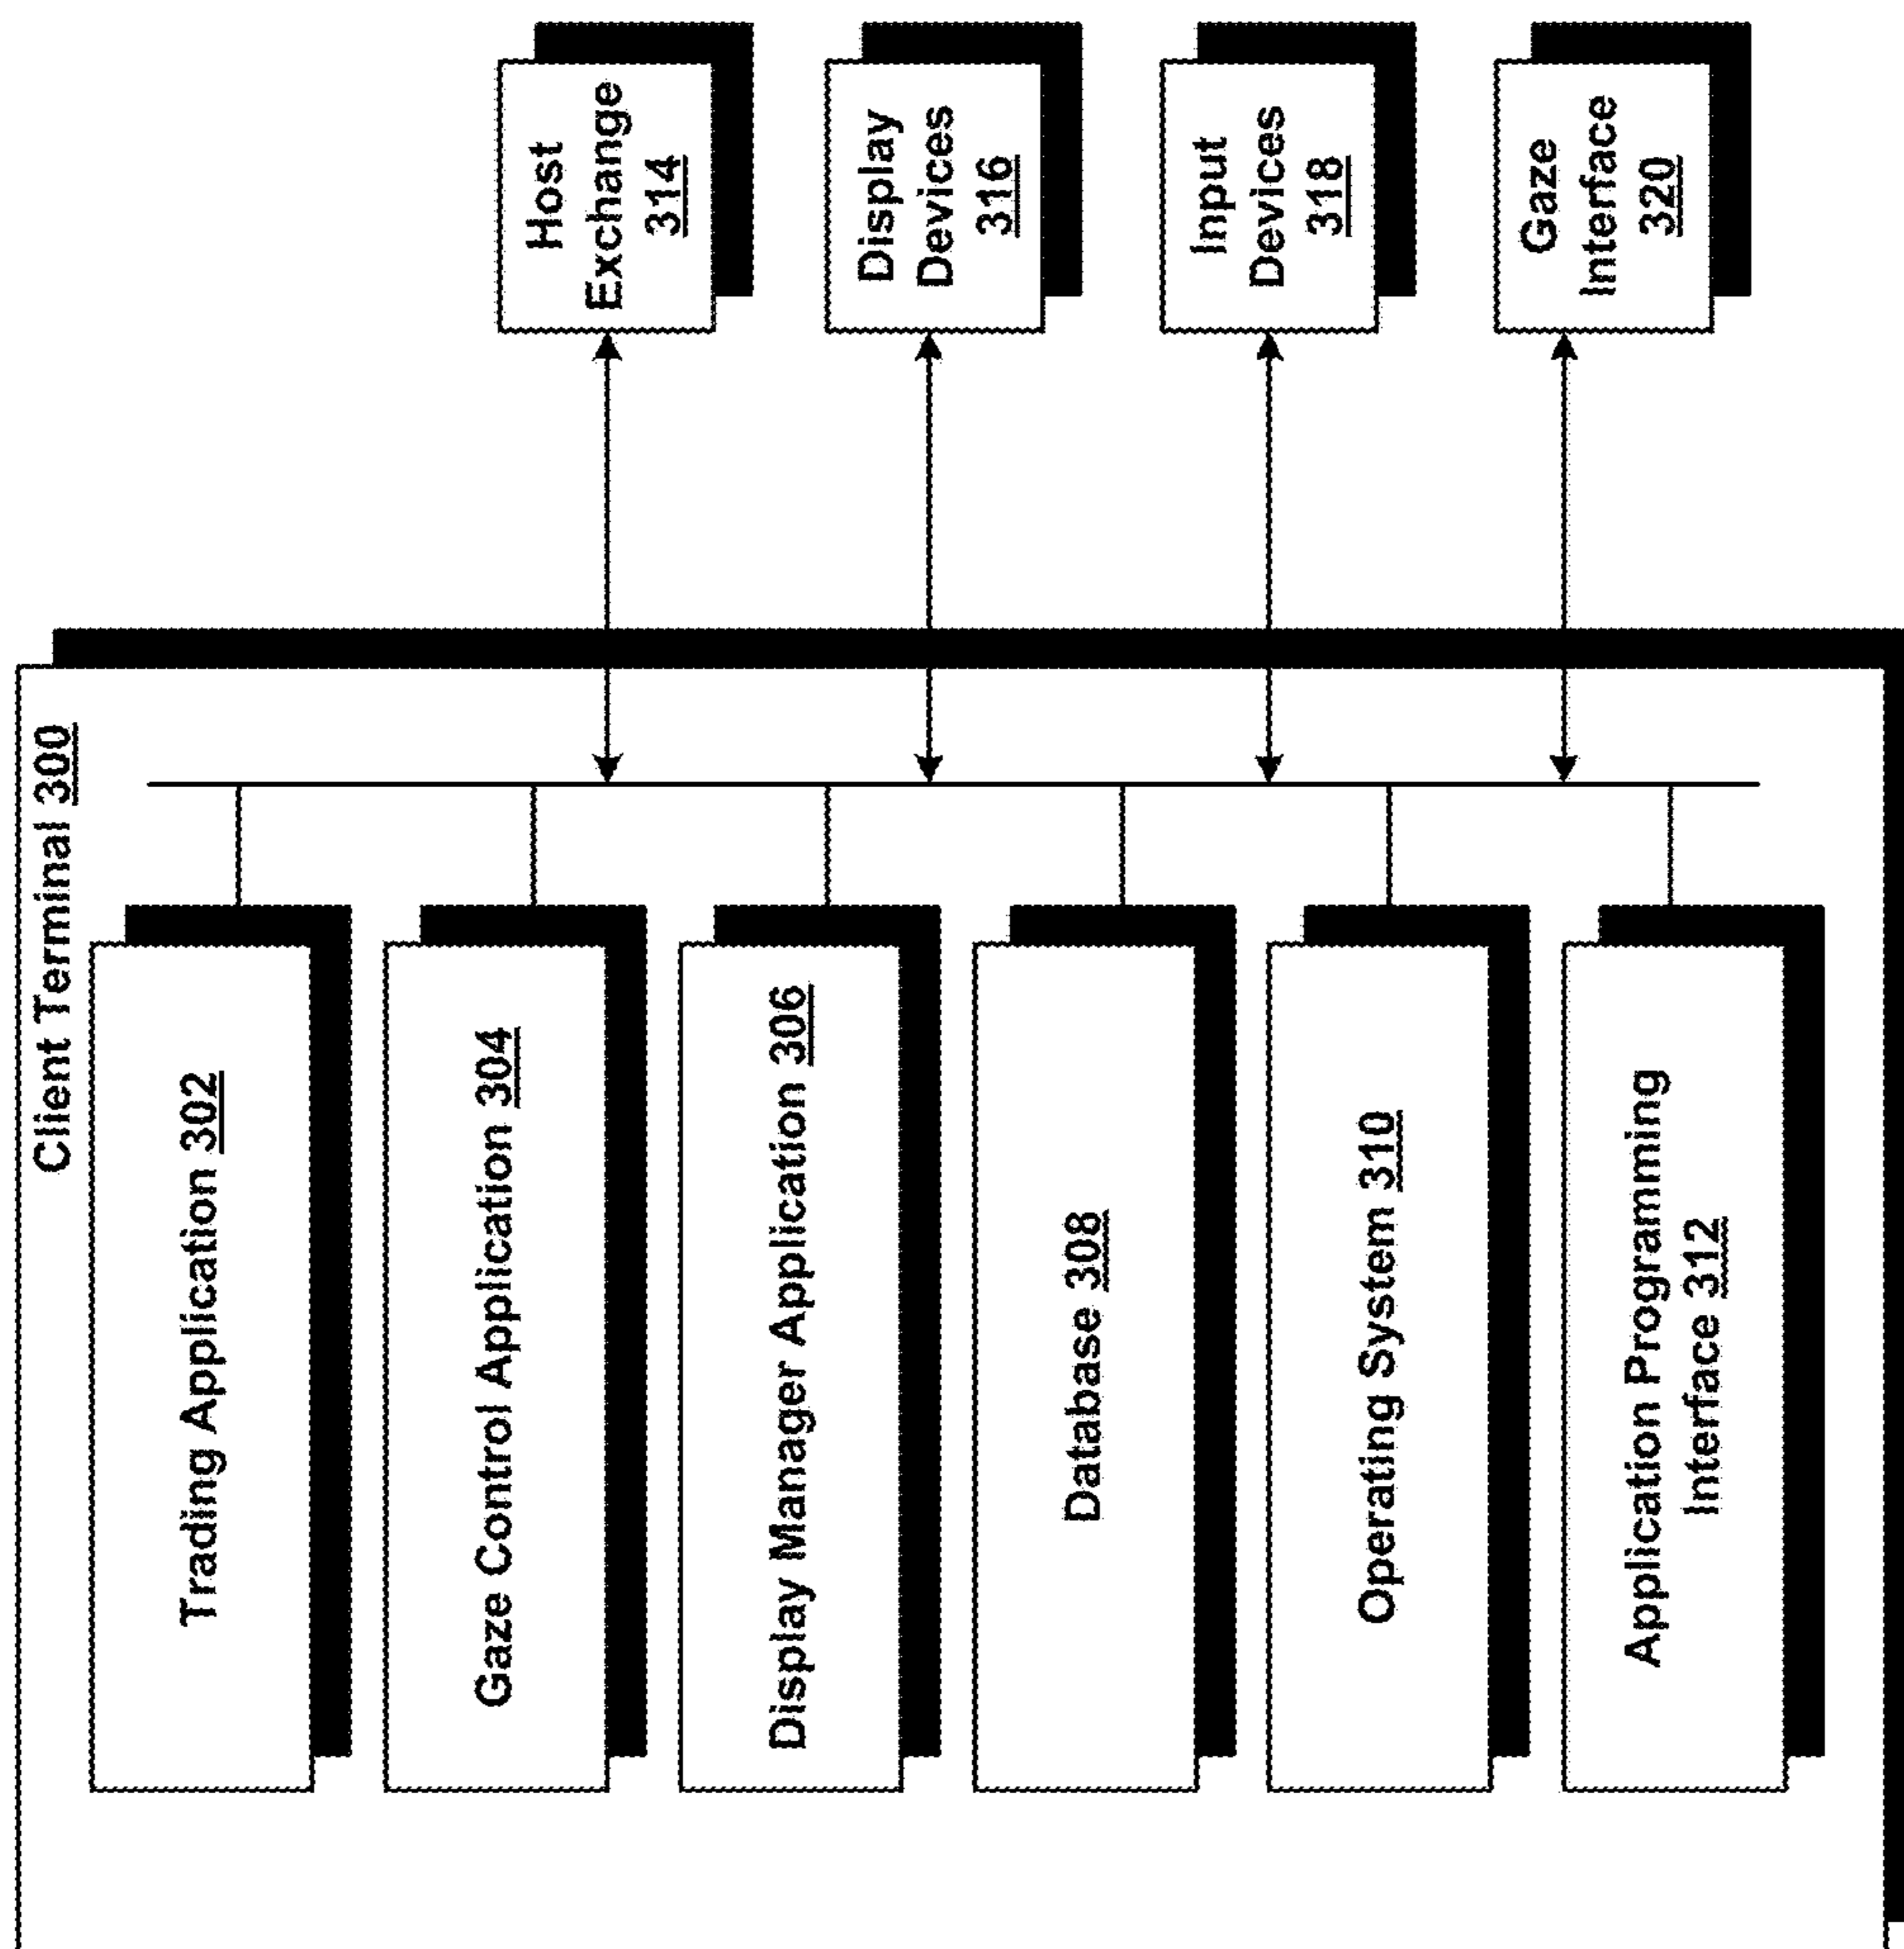 Client Terminal 300
Trading Application 302
Gaze Control Application 304
Display Manager Application 306
Database 308
Operating System 310
Application Programming
Interface 312
Host
Exchange
314
Display
Devices
316
Input
Devices
318
Gaze
Interface
320